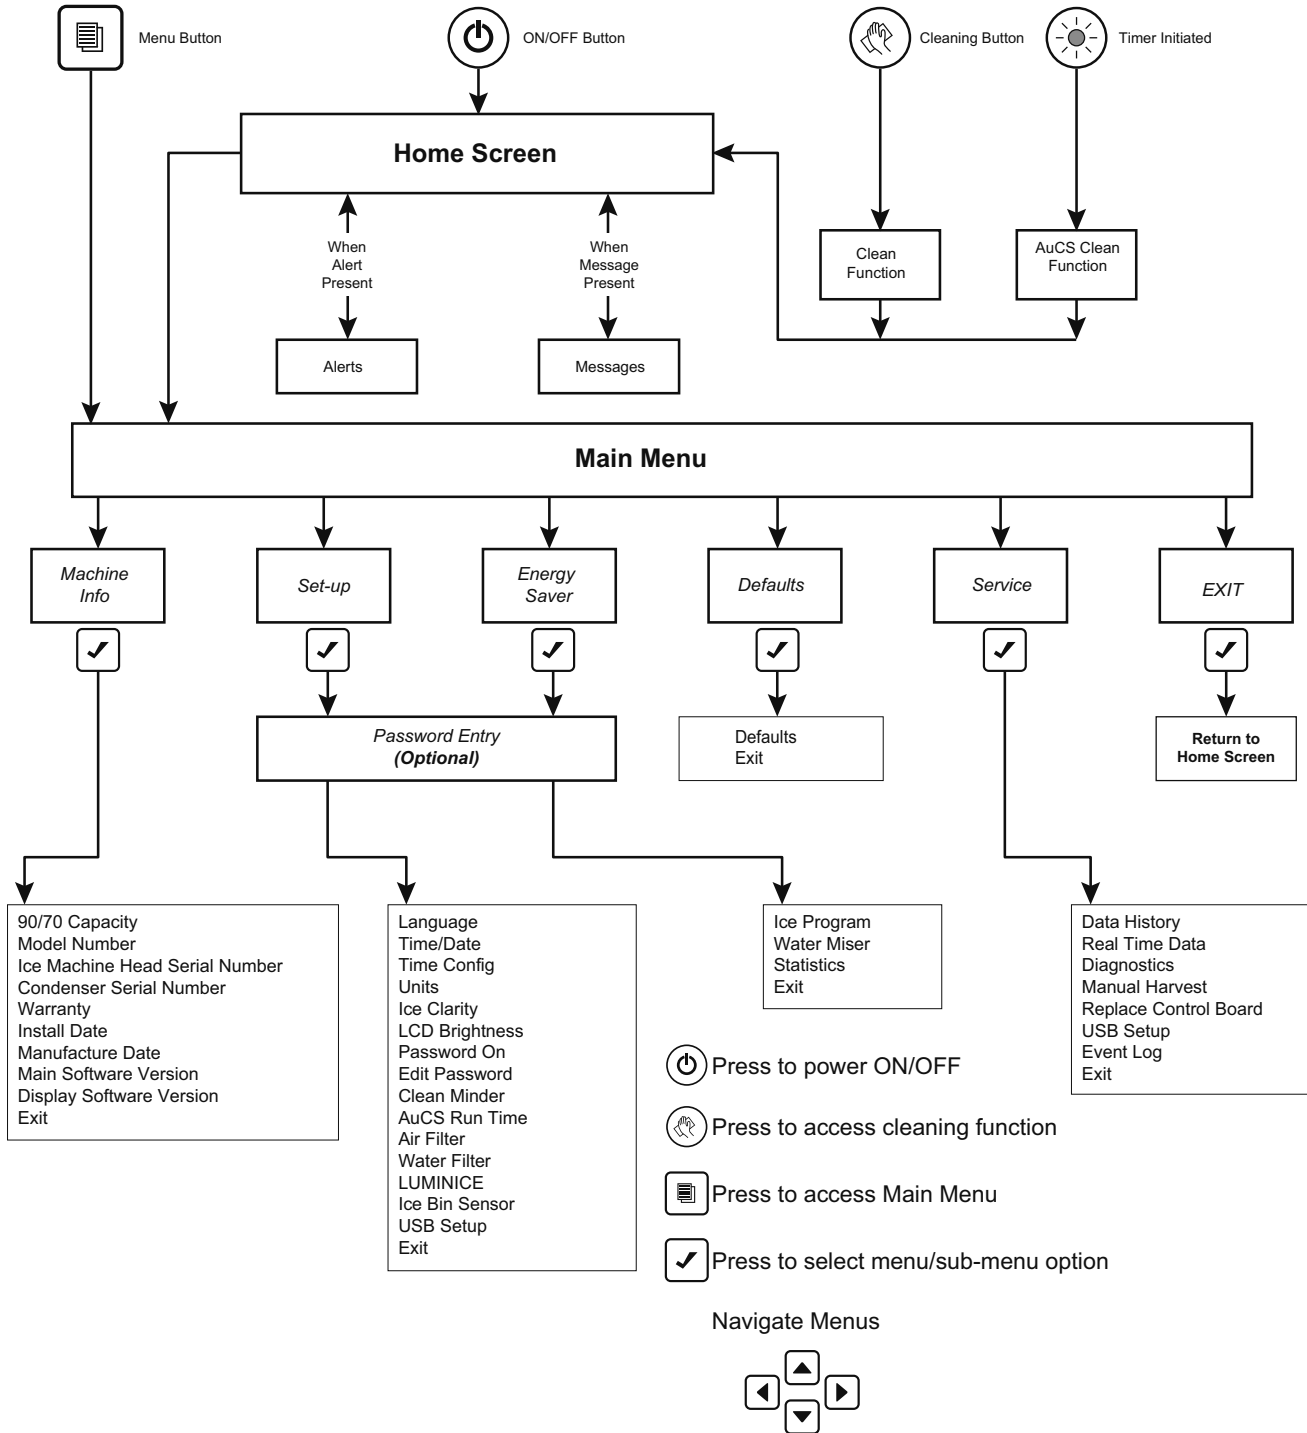 Menu Button
ON/OFF Button
Cleaning Button
Timer Initiated
Home Screen
When
Alert
Present
When
Message
Present
Clean
Function
AuCS Clean
Function
Alerts
Messages
Main Menu
Machine
Info
Set-up
Energy
Saver
Defaults
Service
EXIT
Password Entry
(Optional)
Defaults
Exit
Return to
Home Screen
90/70 Capacity
Model Number
Ice Machine Head Serial Number
Condenser Serial Number
Warranty
Install Date
Manufacture Date
Main Software Version
Display Software Version
Exit
Language
Time/Date
Time Config
Units
Ice Clarity
LCD Brightness
Password On
Edit Password
Clean Minder
AuCS Run Time
Air Filter
Water Filter
LUMINICE
Ice Bin Sensor
USB Setup
Exit
Ice Program
Water Miser
Statistics
Exit
Data History
Real Time Data
Diagnostics
Manual Harvest
Replace Control Board
USB Setup
Event Log
Exit
Press to power ON/OFF
Press to access cleaning function
Press to access Main Menu
Press to select menu/sub-menu option
Navigate Menus